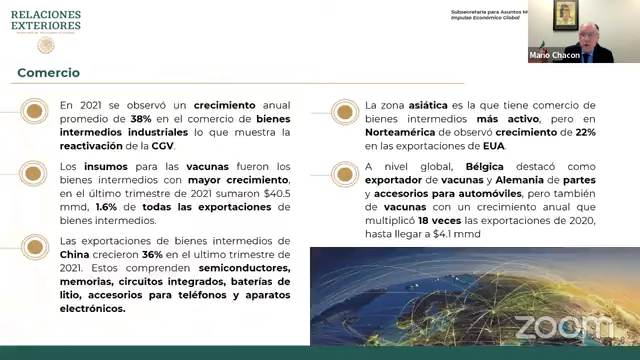 RELACIONES
EXTERIORES
Subsecretaría para Asuntos M
Impulso Económico Global
Mario Chacon
Comercio
En 2021 se observó un crecimiento anual
promedio de 38% en el comercio de bienes
intermedios industriales lo que muestra la
reactivación de la CGV.
Los insumos para las vacunas fueron los
bienes intermedios con mayor crecimiento,
en el último trimestre de 2021 sumaron $40.5
mmd, 1.6% de todas las exportaciones de
bienes intermedios.
Las exportaciones de bienes intermedios de
China crecieron 36% en el ultimo trimestre de
2021. Estos comprenden semiconductores,
memorias, circuitos integrados, baterías de
litio, accesorios para teléfonos y aparatos
electrónicos.
La zona asiática es la que tiene comercio de
bienes intermedios más activo, pero en
Norteamérica de observó crecimiento de 22%
en las exportaciones de EUA.
A nivel global, Bélgica destacó como
exportador de vacunas y Alemania de partes
y accesorios para automóviles, pero también
de vacunas con un crecimiento anual que
multiplicó 18 veces las exportaciones de 2020,
hasta llegar a $4.1 mmd
zoom